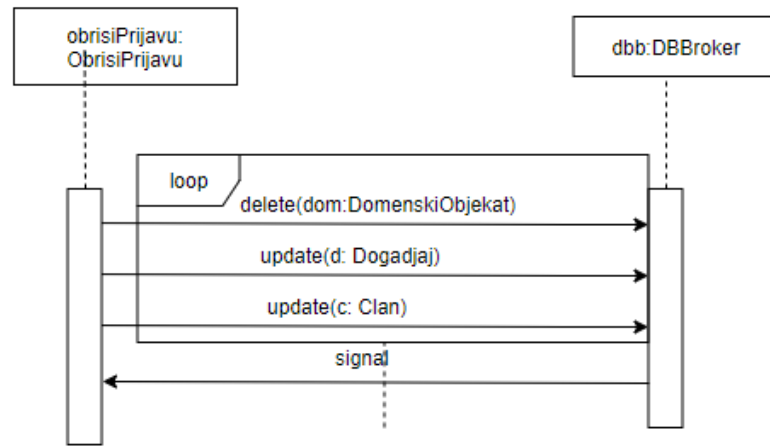 obrisiPrijavu:
ObrisiPrijavu
dbb:DBBroker
loop
delete(dom:DomenskiObjekat)
update(d: Dogadjaj)
update(c: Clan)
signal